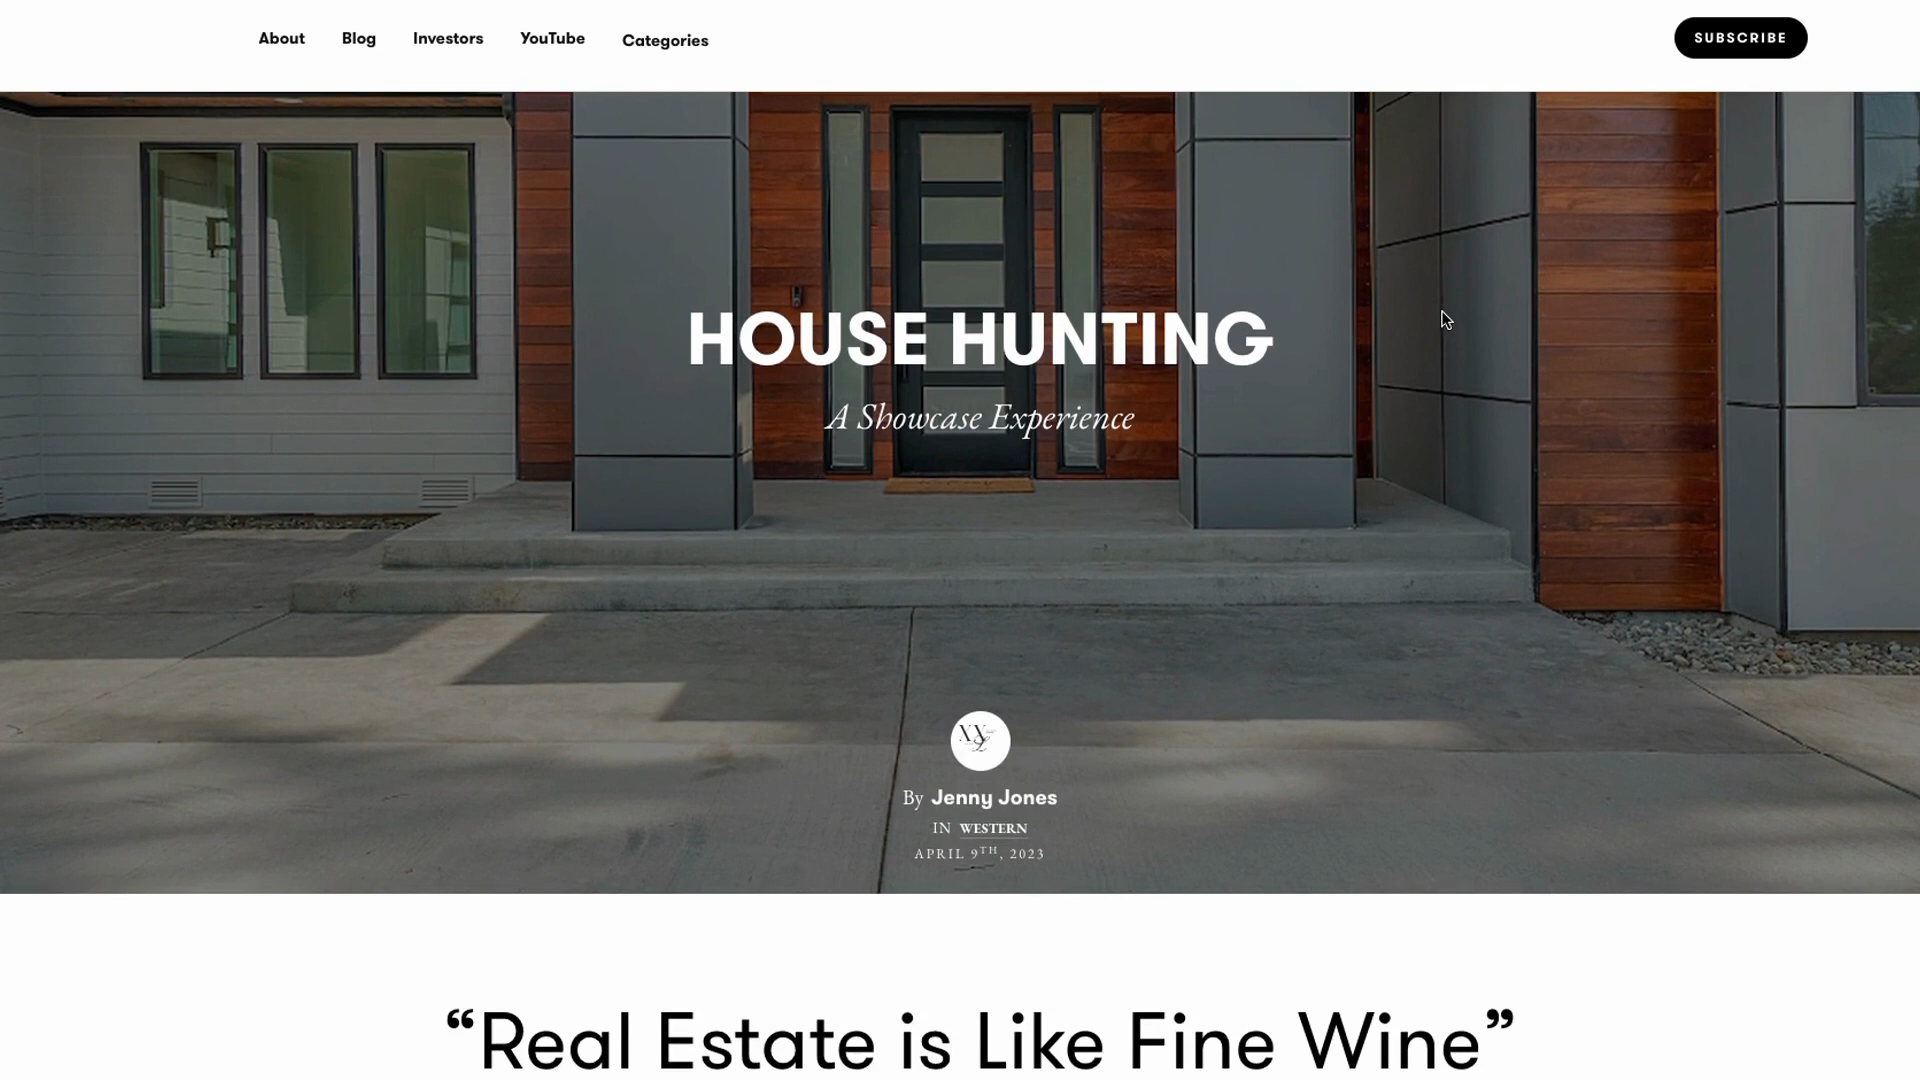 About
Blog
Investors
YouTube
Categories
SUBSCRIBE
HOUSE HUNTING
A Showcase Experience
By Jenny Jones
IN WESTERN
APRIL 9TH, 2023
“Real Estate is Like Fine Wine”